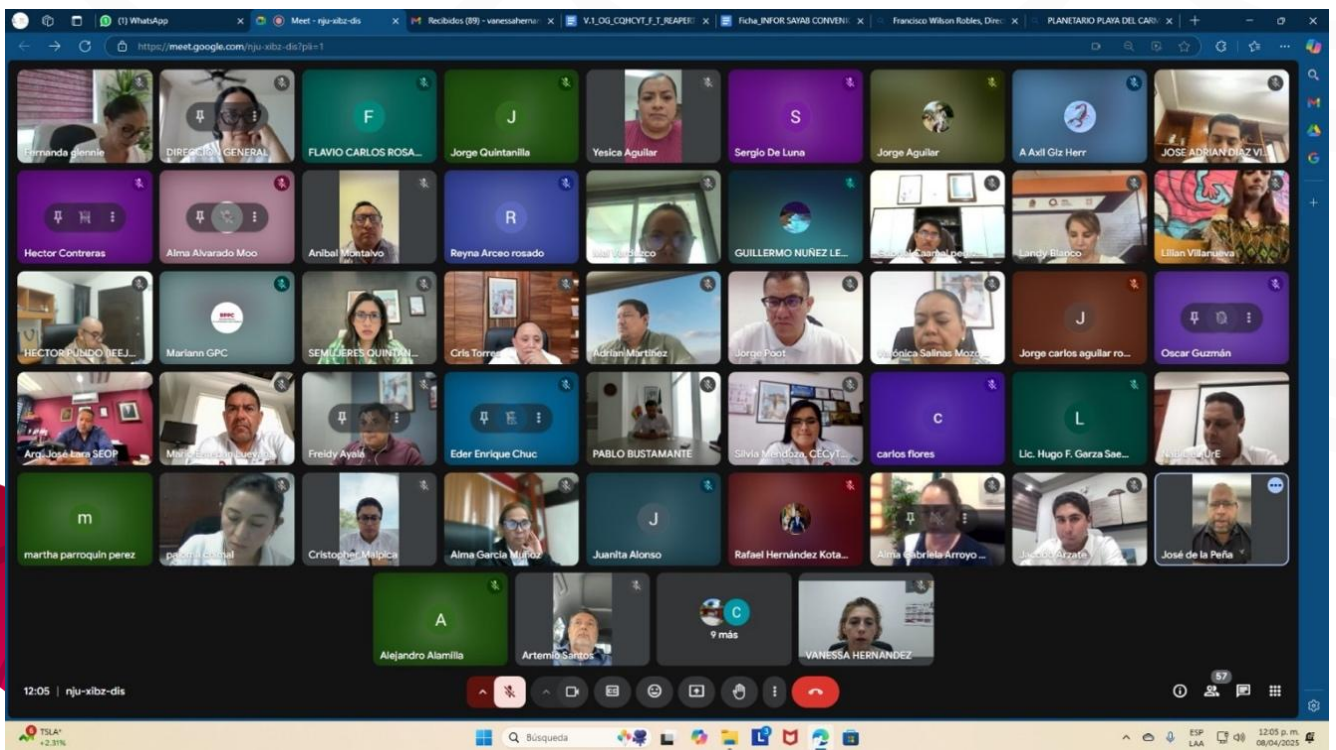 (1) WhatsApp
Meet - nju-xibz-dis
Recibidos (89) - vanessahernan
V.1_OG_CQHCYT_F_T_REAPERT
Ficha_INFOR SAYAB CONVENI
Francisco Wilson Robles, Direc
PLANETARIO PLAYA DEL CARM
https://meet.google.com/nju-xibz-dis?pli=1
Fernanda glennie
DIRECCIÓN GENERAL
F
FLAVIO CARLOS ROSA...
J
Jorge Quintanilla
Yesica Aguilar
S
Sergio De Luna
Jorge Aguilar
A Axll Glz Herr
JOSE ADRIAN DIAZ VI...
Hector Contreras
Alma Alvarado Moo
Anibal Montalvo
R
Reyna Arceo rosado
GUILLERMO NUÑEZ LE...
Landy Blanco
Lilian Villanueva
HECTOR PULIDO IEEJ...
Mariann GPC
SEMUJERES QUINTAN...
Cris Torres
Adrian Martinez
Jorge Poot
Verónica Salinas Mozo...
J
Jorge carlos aguilar ro...
Oscar Guzmán
Arq. José Lara SEOP
Freidy Ayala
Eder Enrique Chuc
PABLO BUSTAMANTE
Silvia Mendoza, CECyT...
c
carlos flores
L
Lic. Hugo F. Garza Sae...
m
martha parroquin perez
Cristopher Malpica
Alma Garcia Muñoz
J
Juanita Alonso
Rafael Hernández Kota...
Alma Gabriela Arroyo ...
Jacobo Arzate
José de la Peña
A
Alejandro Alamilla
Artemio Santos
C
9 más
VANESSA HERNANDEZ
12:05 | nju-xibz-dis
57
TSLA
+2.31%
Búsqueda
ESP
LAA
12:05 p. m.
08/04/2025